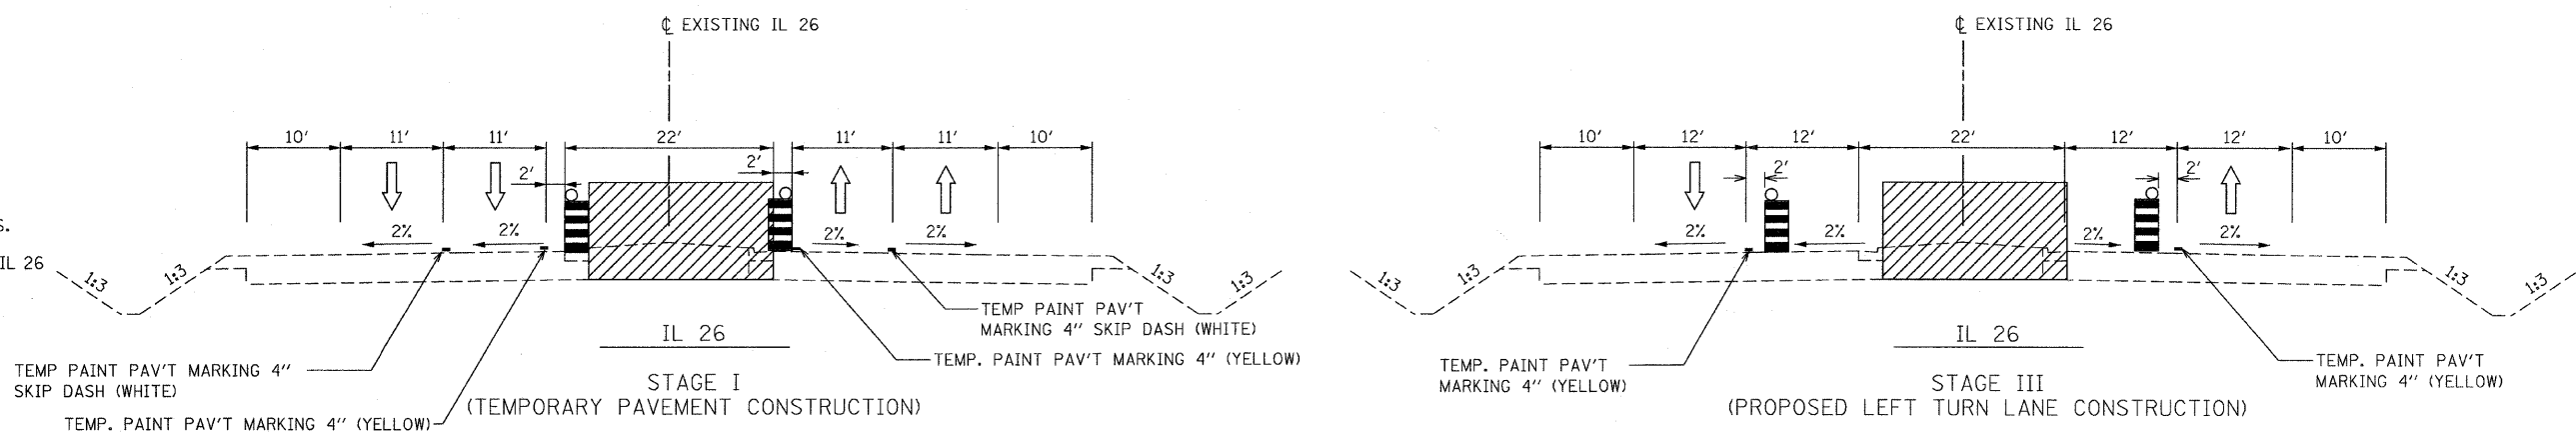 ℄ EXISTING IL 26
10' 11' 11' 22' 11' 11' 10'
2' 2'
2% 2% 2% 2%
S.
IL 26
1:3 1:3 1:3 1:3
TEMP PAINT PAV'T
MARKING 4" SKIP DASH (WHITE)
TEMP. PAINT PAV'T MARKING 4" (YELLOW)
TEMP PAINT PAV'T MARKING 4"
SKIP DASH (WHITE)
TEMP. PAINT PAV'T MARKING 4" (YELLOW)
IL 26
STAGE I
(TEMPORARY PAVEMENT CONSTRUCTION)
℄ EXISTING IL 26
10' 12' 12' 22' 12' 12' 10'
2' 2'
2% 2% 2% 2%
1:3 1:3 1:3 1:3
TEMP. PAINT PAV'T
MARKING 4" (YELLOW)
TEMP. PAINT PAV'T
MARKING 4" (YELLOW)
IL 26
STAGE III
(PROPOSED LEFT TURN LANE CONSTRUCTION)